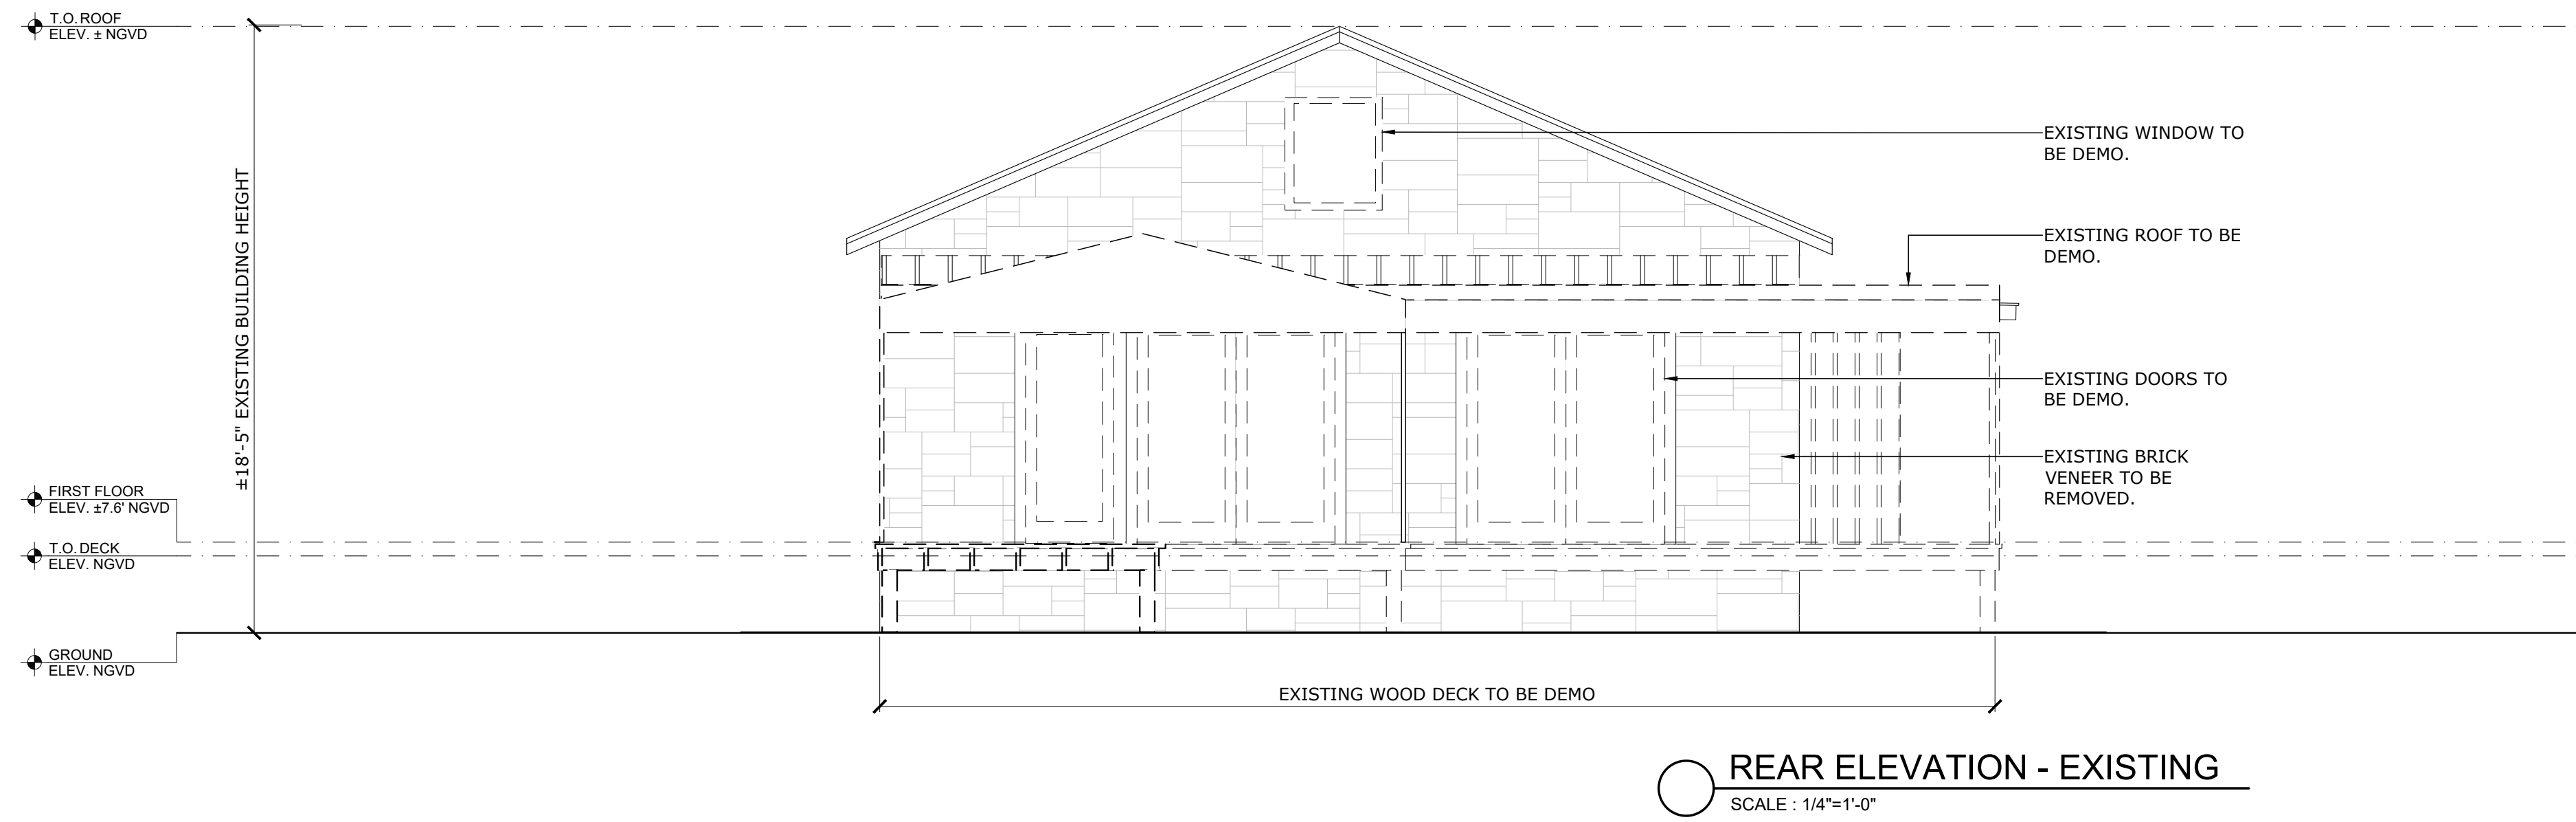 T.O. ROOF
ELEV. ± NGVD
±18'-5" EXISTING BUILDING HEIGHT
EXISTING WINDOW TO
BE DEMO.
EXISTING ROOF TO BE
DEMO.
EXISTING DOORS TO
BE DEMO.
EXISTING BRICK
VENEER TO BE
REMOVED.
FIRST FLOOR
ELEV. ±7.6' NGVD
T.O. DECK
ELEV. NGVD
GROUND
ELEV. NGVD
EXISTING WOOD DECK TO BE DEMO
REAR ELEVATION - EXISTING
SCALE : 1/4"=1'-0"